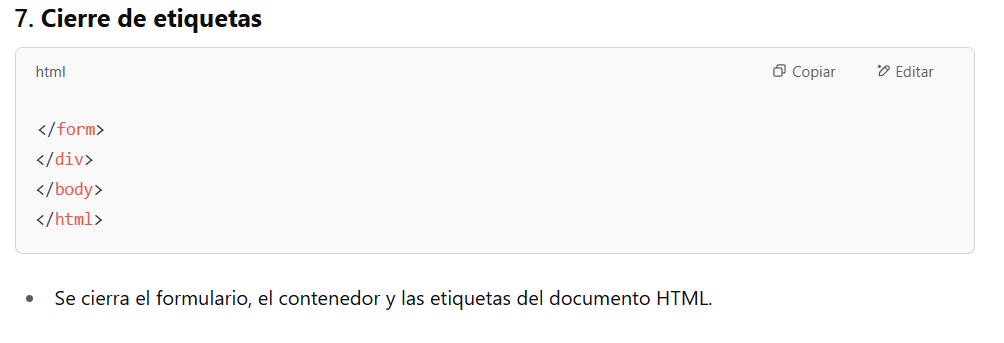 7. Cierre de etiquetas
html
Copiar
Editar
</form>
</div>
</body>
</html>
• Se cierra el formulario, el contenedor y las etiquetas del documento HTML.